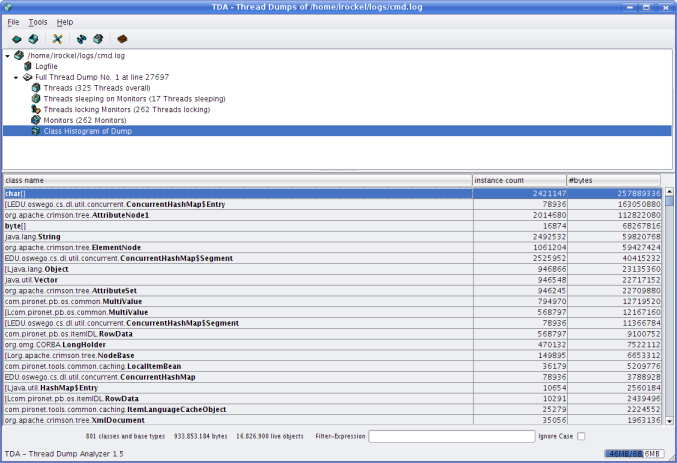 TDA - Thread Dumps of /home/irockel/logs/cmd.log
File Tools Help
/home/irockel/logs/cmd.log
Logfile
Full Thread Dump No. 1 at line 27697
Threads (325 Threads overall)
Threads sleeping on Monitors (17 Threads sleeping)
Threads locking Monitors (262 Threads locking)
Monitors (262 Monitors)
Class Histogram of Dump
class name instance count #bytes
char[] 2421147 257889336
[LEDU.oswego.cs.dl.util.concurrent.ConcurrentHashMap$Entry 78936 163050880
org.apache.crimson.tree.AttributeNode1 2014680 112822080
byte[] 16874 68267816
java.lang.String 2492532 59820768
org.apache.crimson.tree.ElementNode 1061204 59427424
EDU.oswego.cs.dl.util.concurrent.ConcurrentHashMap$Segment 2525952 40415232
[Ljava.lang.Object 946866 23135360
java.util.Vector 946548 22717152
org.apache.crimson.tree.AttributeSet 946245 22709880
com.pironet.pb.os.common.MultiValue 794970 12719520
[Lcom.pironet.pb.os.common.MultiValue 568797 12167160
[LEDU.oswego.cs.dl.util.concurrent.ConcurrentHashMap$Segment 78936 11366784
com.pironet.pb.os.itemIDL.RowData 568797 9100752
org.omg.CORBA.LongHolder 470132 7522112
[Lorg.apache.crimson.tree.NodeBase 149895 6653312
com.pironet.tools.common.caching.LocalItemBean 36179 5209776
EDU.oswego.cs.dl.util.concurrent.ConcurrentHashMap 78936 3788928
[Ljava.util.HashMap$Entry 10654 2560184
[Lcom.pironet.pb.os.itemIDL.RowData 10291 2439496
com.pironet.tools.common.caching.ItemLanguageCacheObject 25279 2224552
org.apache.crimson.tree.XmlDocument 35056 1963136
801 classes and base types 933.853.184 bytes 16.826.900 live objects Filter-Expression Ignore Case
TDA - Thread Dump Analyzer 1.5 46MB/68,6MB